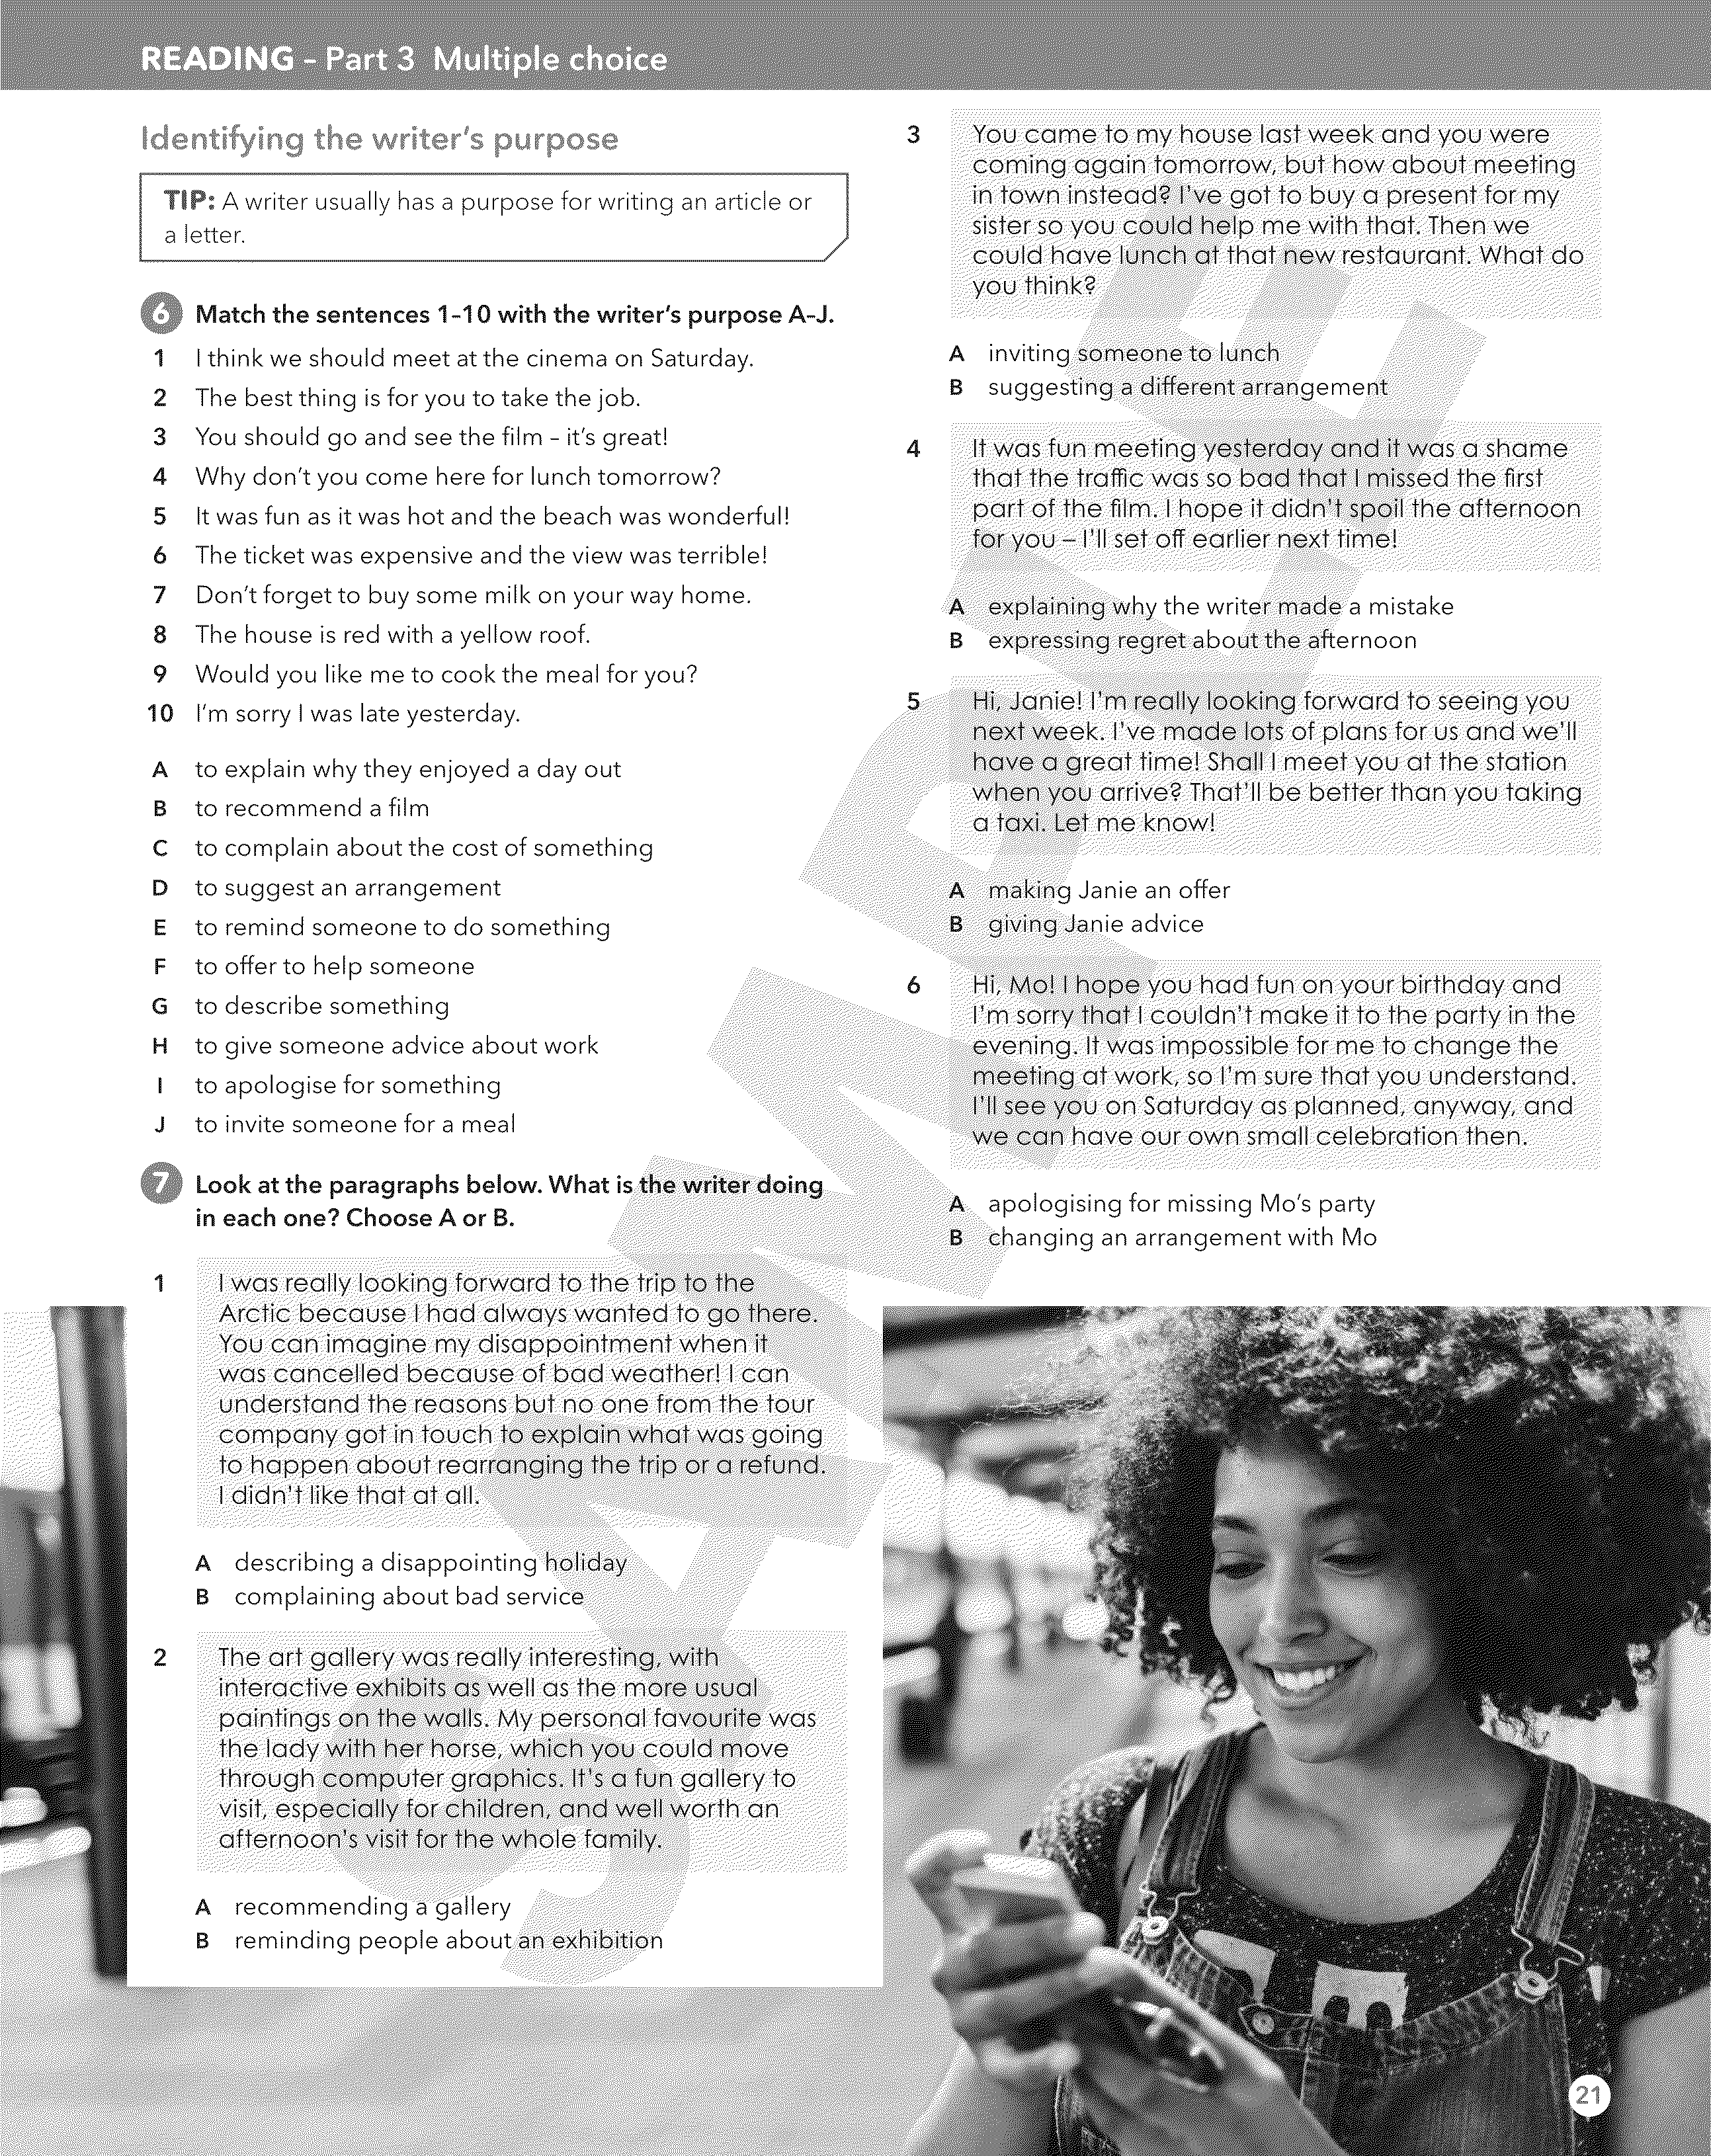 READING – Part 3 Multiple choice
Identifying the writer's purpose
TIP: A writer usually has a purpose for writing an article or
a letter.
6 Match the sentences 1–10 with the writer's purpose A–J.
1 I think we should meet at the cinema on Saturday.
2 The best thing is for you to take the job.
3 You should go and see the film – it's great!
4 Why don't you come here for lunch tomorrow?
5 It was fun as it was hot and the beach was wonderful!
6 The ticket was expensive and the view was terrible!
7 Don't forget to buy some milk on your way home.
8 The house is red with a yellow roof.
9 Would you like me to cook the meal for you?
10 I'm sorry I was late yesterday.
A to explain why they enjoyed a day out
B to recommend a film
C to complain about the cost of something
D to suggest an arrangement
E to remind someone to do something
F to offer to help someone
G to describe something
H to give someone advice about work
I to apologise for something
J to invite someone for a meal
7 Look at the paragraphs below. What is the writer doing
in each one? Choose A or B.
1 I was really looking forward to the trip to the
Arctic because I had always wanted to go there.
You can imagine my disappointment when it
was cancelled because of bad weather! I can
understand the reasons but no one from the tour
company got in touch to explain what was going
to happen about rearranging the trip or a refund.
I didn't like that at all.
A describing a disappointing holiday
B complaining about bad service
2 The art gallery was really interesting, with
interactive exhibits as well as the more usual
paintings on the walls. My personal favourite was
the lady with her horse, which you could move
through computer graphics. It's a fun gallery to
visit, especially for children, and well worth an
afternoon's visit for the whole family.
A recommending a gallery
B reminding people about an exhibition
3 You came to my house last week and you were
coming again tomorrow, but how about meeting
in town instead? I've got to buy a present for my
sister so you could help me with that. Then we
could have lunch at that new restaurant. What do
you think?
A inviting someone to lunch
B suggesting a different arrangement
4 It was fun meeting yesterday and it was a shame
that the traffic was so bad that I missed the first
part of the film. I hope it didn't spoil the afternoon
for you – I'll set off earlier next time!
A explaining why the writer made a mistake
B expressing regret about the afternoon
5 Hi, Janie! I'm really looking forward to seeing you
next week. I've made lots of plans for us and we'll
have a great time! Shall I meet you at the station
when you arrive? That'll be better than you taking
a taxi. Let me know!
A making Janie an offer
B giving Janie advice
6 Hi, Mo! I hope you had fun on your birthday and
I'm sorry that I couldn't make it to the party in the
evening. It was impossible for me to change the
meeting at work, so I'm sure that you understand.
I'll see you on Saturday as planned, anyway, and
we can have our own small celebration then.
A apologising for missing Mo's party
B changing an arrangement with Mo
SAMPLE
21